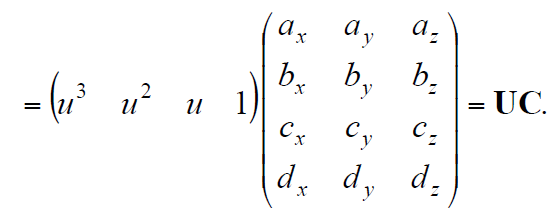 = (u³ u² u 1) ( a_x a_y a_z
b_x b_y b_z
c_x c_y c_z
d_x d_y d_z ) = UC.